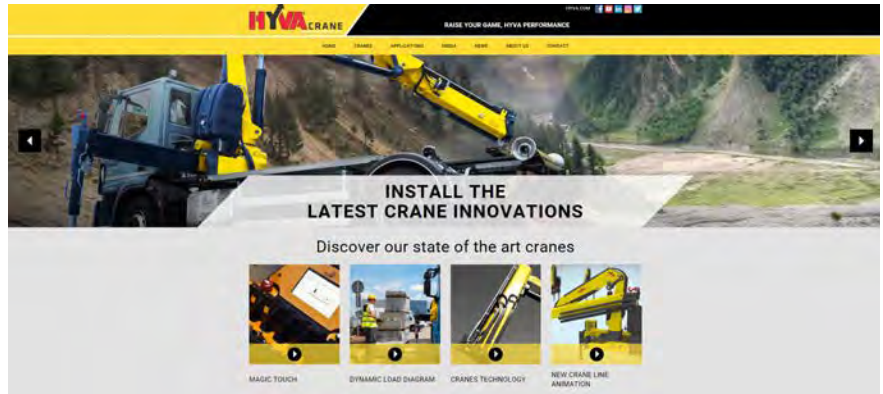 HYVA.COM
HYVA CRANE
RAISE YOUR GAME, HYVA PERFORMANCE
HOME CRANES APPLICATIONS MEDIA NEWS ABOUT US CONTACT
INSTALL THE
LATEST CRANE INNOVATIONS
Discover our state of the art cranes
MAGIC TOUCH
DYNAMIC LOAD DIAGRAM
CRANES TECHNOLOGY
NEW CRANE LINE
ANIMATION